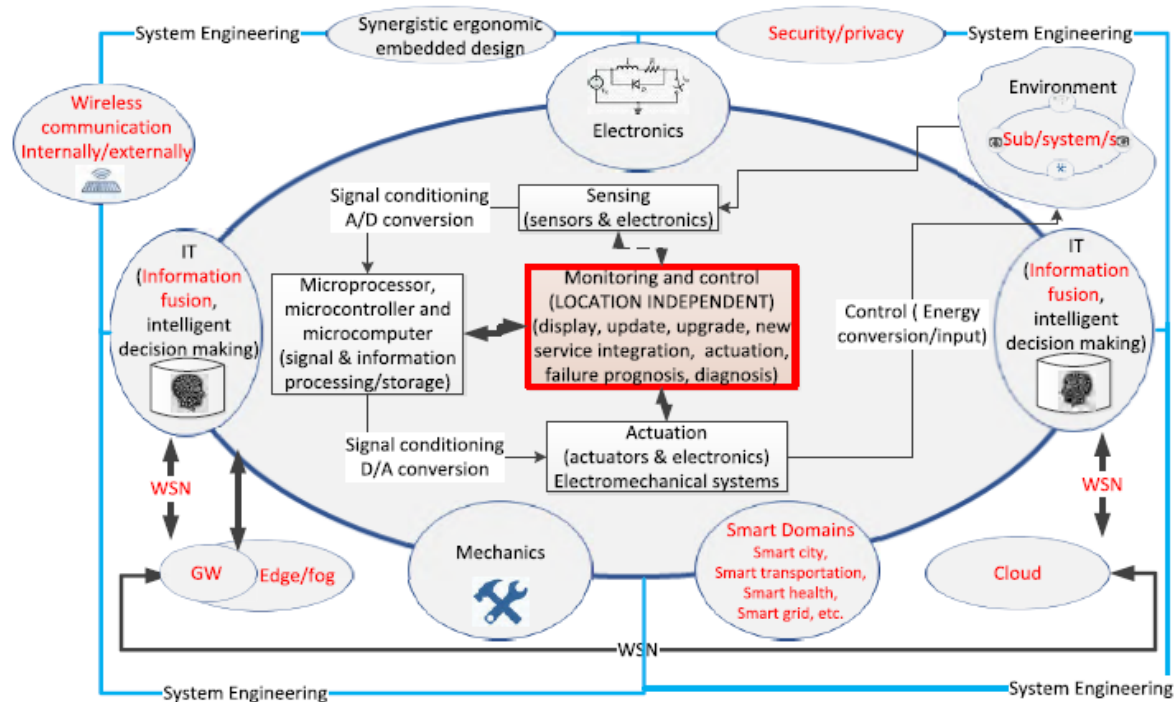 System Engineering
Synergistic ergonomic
embedded design
Security/privacy
System Engineering
Wireless
communication
Internally/externally
Electronics
Environment
Sub/system/s
Signal conditioning
A/D conversion
Sensing
(sensors & electronics)
IT
(Information
fusion,
intelligent
decision making)
Microprocessor,
microcontroller and
microcomputer
(signal & information
processing/storage)
Monitoring and control
(LOCATION INDEPENDENT)
(display, update, upgrade, new
service integration, actuation,
failure prognosis, diagnosis)
Control ( Energy
conversion/input)
IT
(Information
fusion,
intelligent
decision making)
Signal conditioning
D/A conversion
Actuation
(actuators & electronics)
Electromechanical systems
WSN
WSN
GW
Edge/fog
Mechanics
Smart Domains
Smart city,
Smart transportation,
Smart health,
Smart grid, etc.
Cloud
WSN
System Engineering
System Engineering